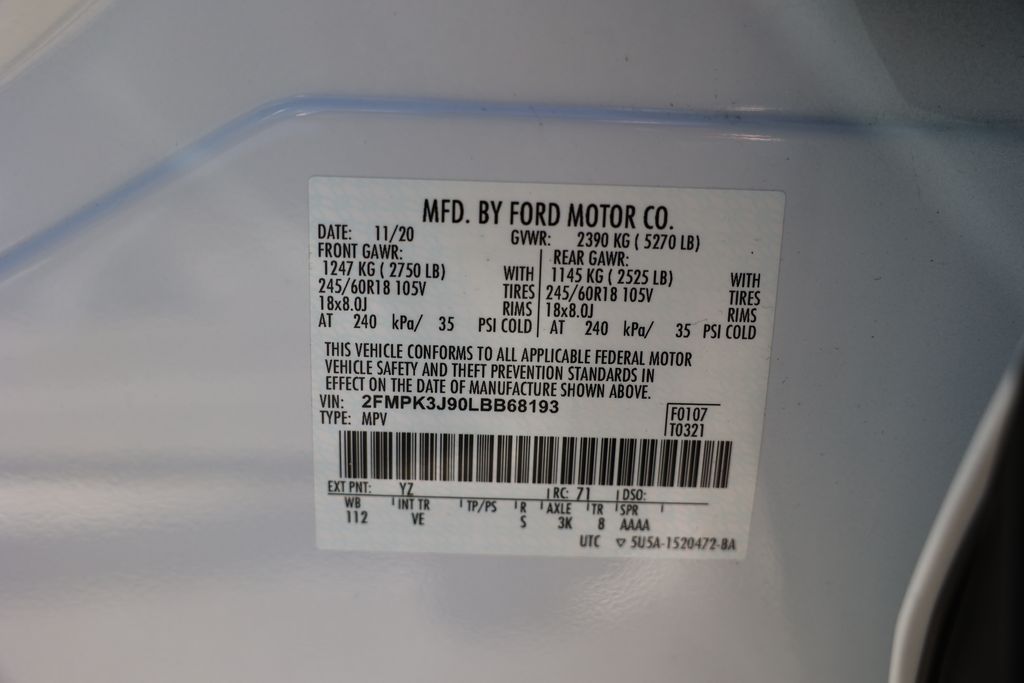 MFD. BY FORD MOTOR CO.
DATE: 11/20 GVWR: 2390 KG ( 5270 LB)
FRONT GAWR: REAR GAWR:
1247 KG ( 2750 LB) WITH 1145 KG ( 2525 LB) WITH
245/60R18 105V TIRES 245/60R18 105V TIRES
18x8.0J RIMS 18x8.0J RIMS
AT 240 kPa/ 35 PSI COLD AT 240 kPa/ 35 PSI COLD
THIS VEHICLE CONFORMS TO ALL APPLICABLE FEDERAL MOTOR
VEHICLE SAFETY AND THEFT PREVENTION STANDARDS IN
EFFECT ON THE DATE OF MANUFACTURE SHOWN ABOVE.
VIN: 2FMPK3J90LBB68193 F0107
TYPE: MPV T0321
EXT PNT: YZ RC: 71 DSO:
WB INT TR TP/PS R AXLE TR SPR
112 VE S 3K 8 AAAA
UTC ▽ 5U5A-1520472-BA